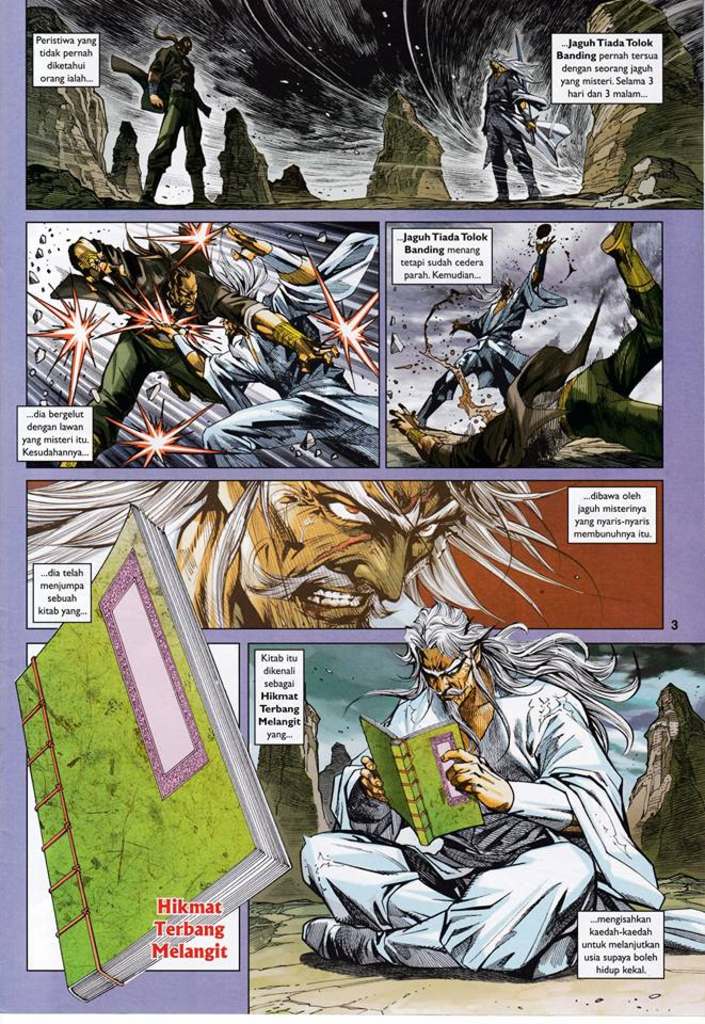 Peristiwa yang
tidak pernah
diketahui
orang ialah...
...Jaguh Tiada Tolok
Banding pernah tersua
dengan seorang jaguh
yang misteri. Selama 3
hari dan 3 malam...
...dia bergelut
dengan lawan
yang misteri itu.
Kesudahannya...
...Jaguh Tiada Tolok
Banding menang
tetapi sudah cedera
parah. Kemudian...
...dia telah
menjumpa
sebuah
kitab yang...
...dibawa oleh
jaguh misterinya
yang nyaris-nyaris
membunuhnya itu.
3
Hikmat
Terbang
Melangit
Kitab itu
dikenali
sebagai
Hikmat
Terbang
Melangit
yang...
...mengisahkan
kaedah-kaedah
untuk melanjutkan
usia supaya boleh
hidup kekal.